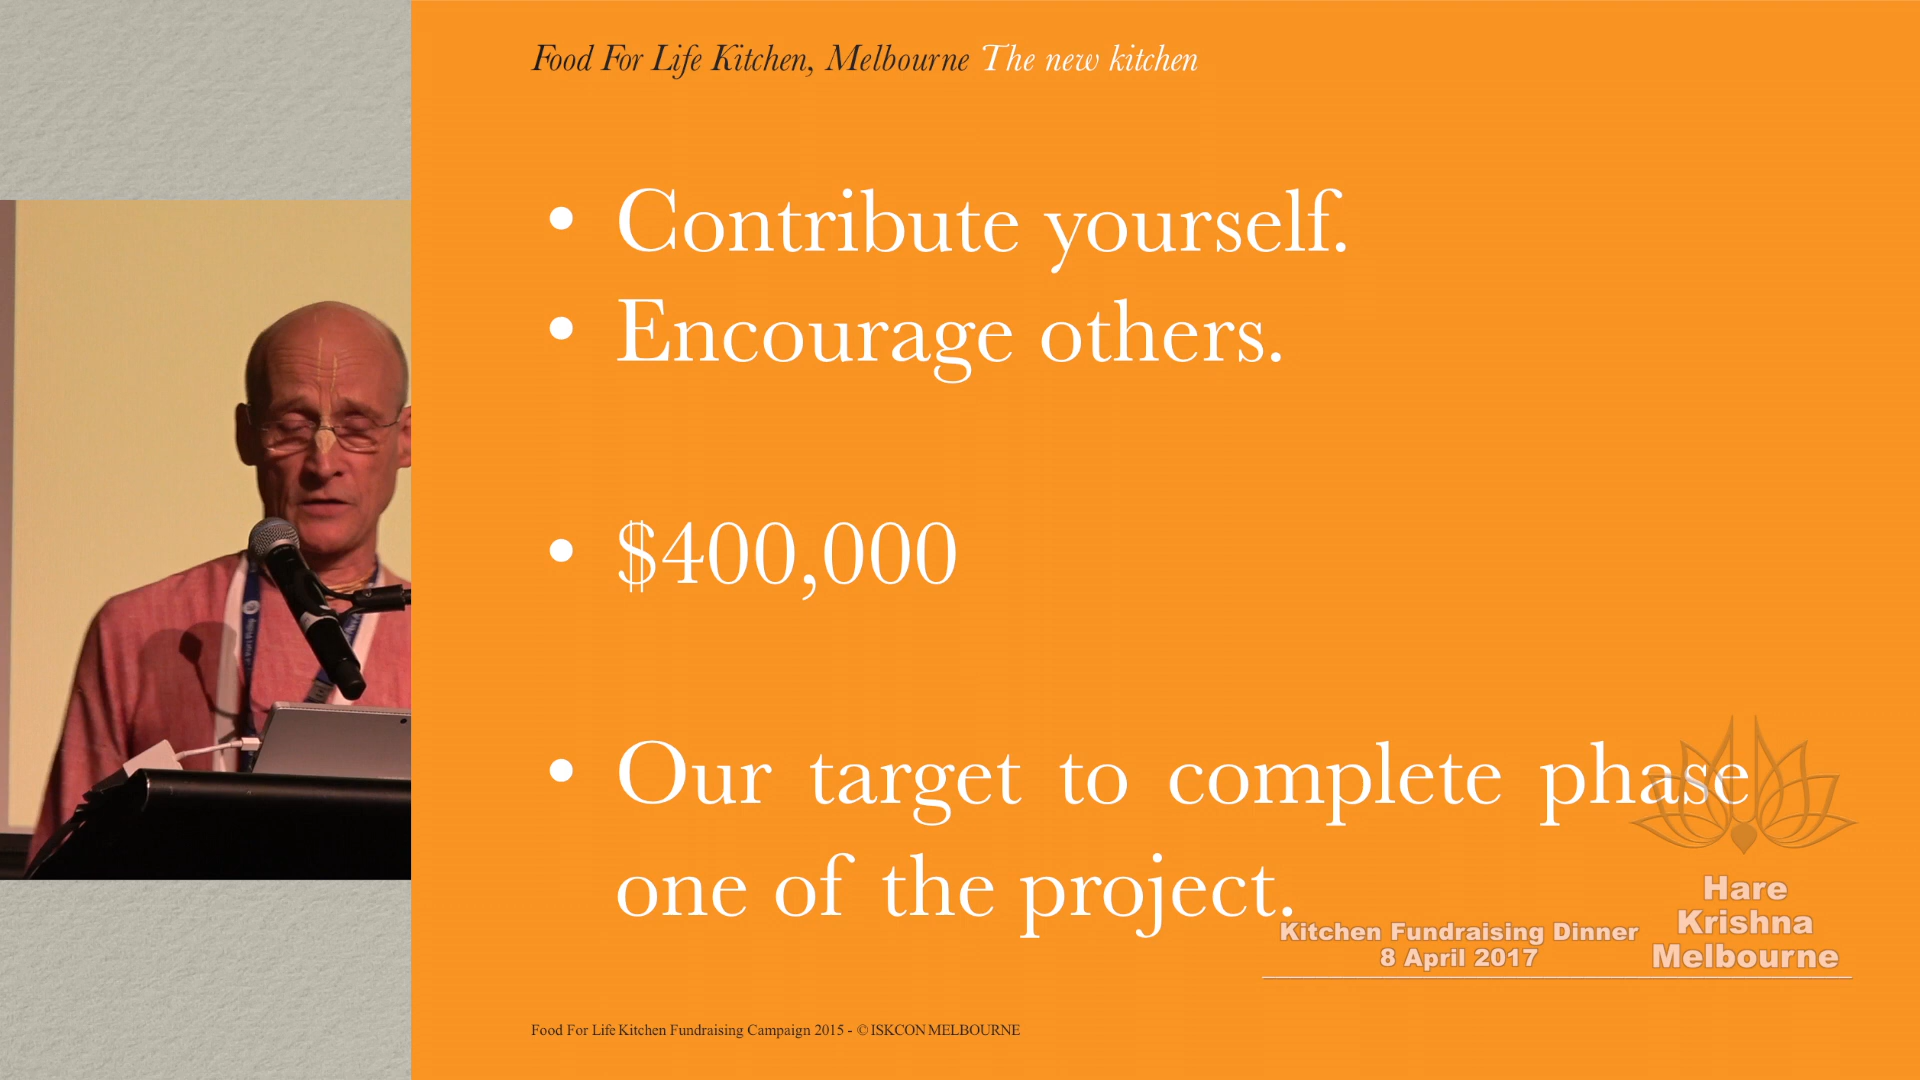 Food For Life Kitchen, Melbourne The new kitchen
• Contribute yourself.
• Encourage others.
• $400,000
• Our target to complete phase
one of the project.
Hare
Krishna
Melbourne
Kitchen Fundraising Dinner
8 April 2017
Food For Life Kitchen Fundraising Campaign 2015 - © ISKCON MELBOURNE